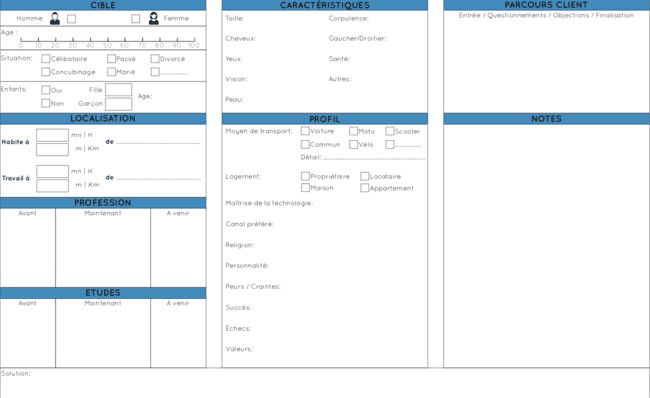 CIBLE
Homme Femme
Age :
0 10 20 30 40 50 60 70 80 90 100
Situation: Célibataire Pacsé Divorcé
Concubinage Marié ............
Enfants: Oui Fille
Non Garçon Age:
LOCALISATION
Habite à mn | H de
m | Km
Travail à mn | H de
m | Km
PROFESSION
Avant Maintenant A venir
ETUDES
Avant Maintenant A venir
CARACTÉRISTIQUES
Taille: Corpulence:
Cheveux: Gaucher/Droitier:
Yeux: Santé:
Vision: Autres:
Peau:
PROFIL
Moyen de transport: Voiture Moto Scooter
Commun Vélo ............
Détail:
Logement: Propriétaire Locataire
Maison Appartement
Maîtrise de la technologie:
Canal préféré:
Religion:
Personnalité:
Peurs / Craintes:
Succès:
Échecs:
Valeurs:
PARCOURS CLIENT
Entrée / Questionnements / Objections / Finalisation
NOTES
Solution: